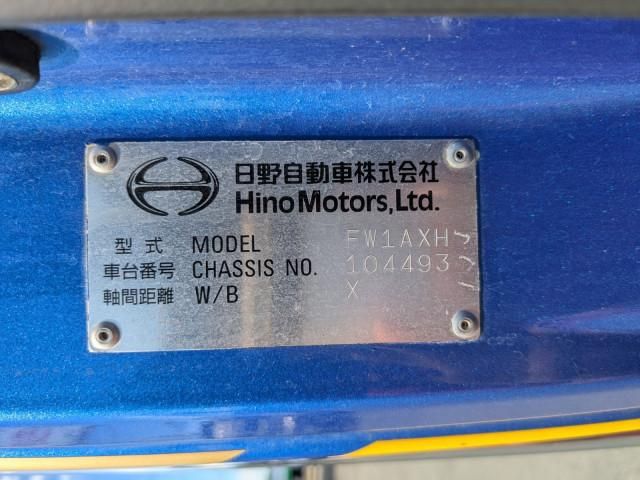 日野自動車株式会社
Hino Motors, Ltd.
型式 MODEL FW1AXH
車台番号 CHASSIS NO. 104493
軸間距離 W/B X